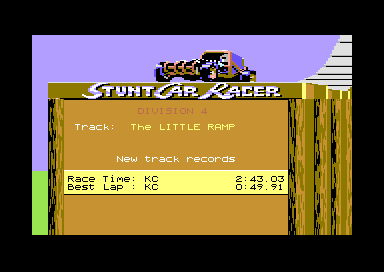 STUNT CAR RACER
DIVISION 4
Track: The LITTLE RAMP
New track records
Race Time: KC 2:43.03
Best Lap : KC 0:49.91